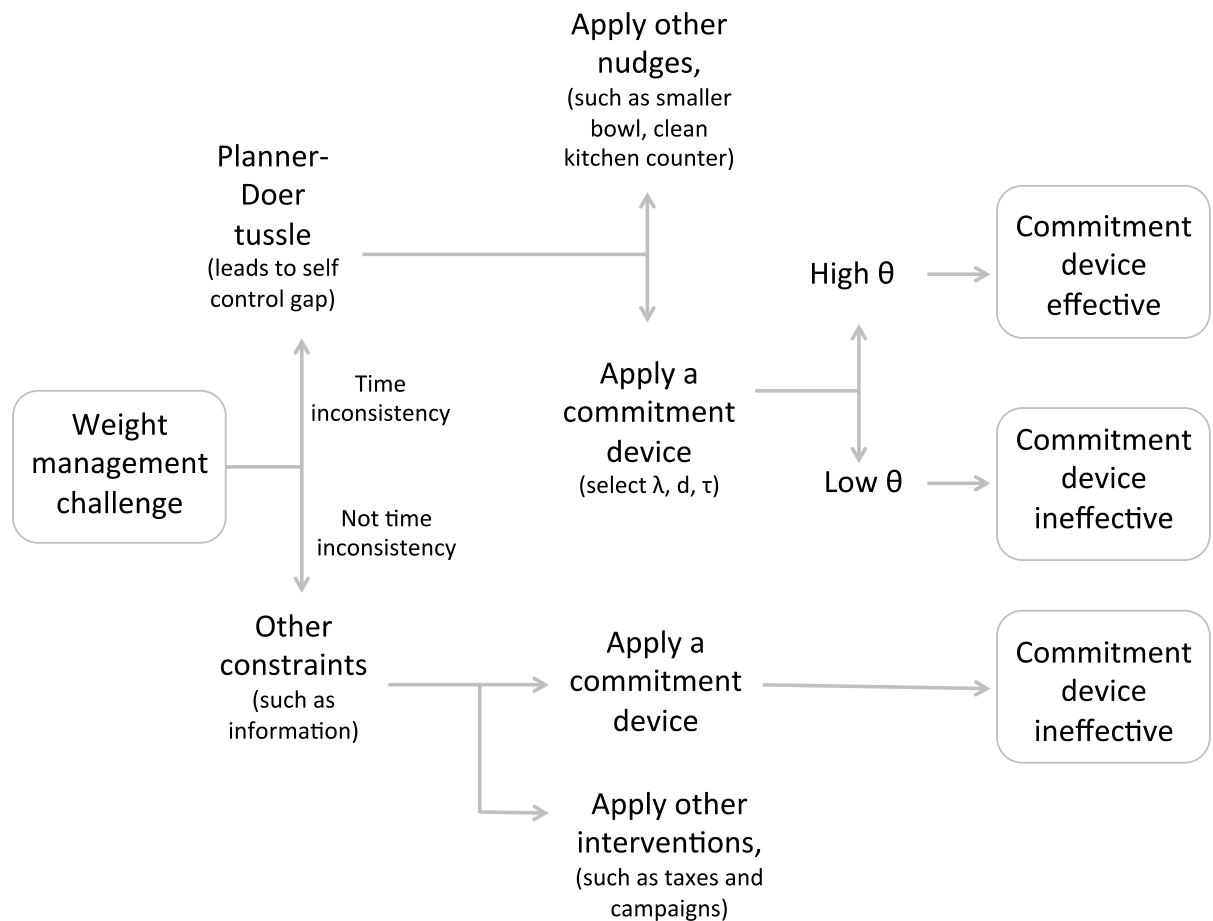 Apply other
nudges,
(such as smaller
bowl, clean
kitchen counter)
Planner-
Doer
tussle
(leads to self
control gap)
High θ
Commitment
device
effective
Time
inconsistency
Apply a
commitment
device
(select λ, d, τ)
Weight
management
challenge
Low θ
Commitment
device
ineffective
Not time
inconsistency
Other
constraints
(such as
information)
Apply a
commitment
device
Commitment
device
ineffective
Apply other
interventions,
(such as taxes and
campaigns)